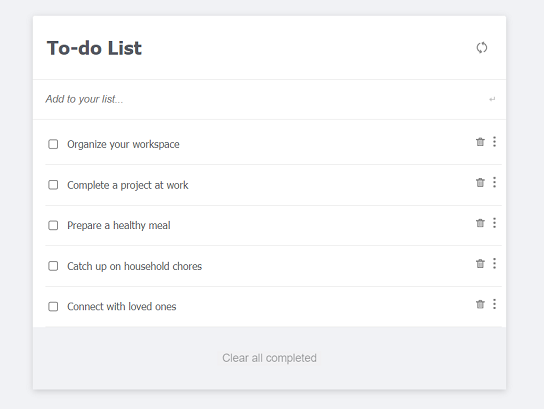 To-do List
Add to your list...
Organize your workspace
Complete a project at work
Prepare a healthy meal
Catch up on household chores
Connect with loved ones
Clear all completed